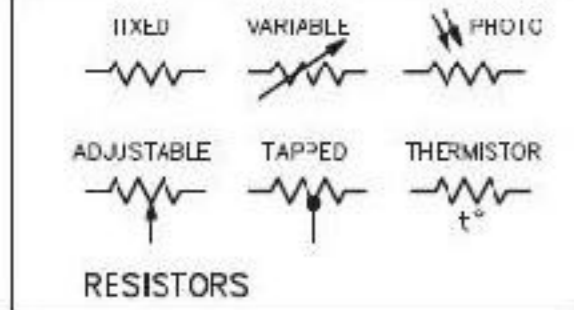 FIXED VARIABLE PHOTO
ADJUSTABLE TAPPED THERMISTOR
t°
RESISTORS